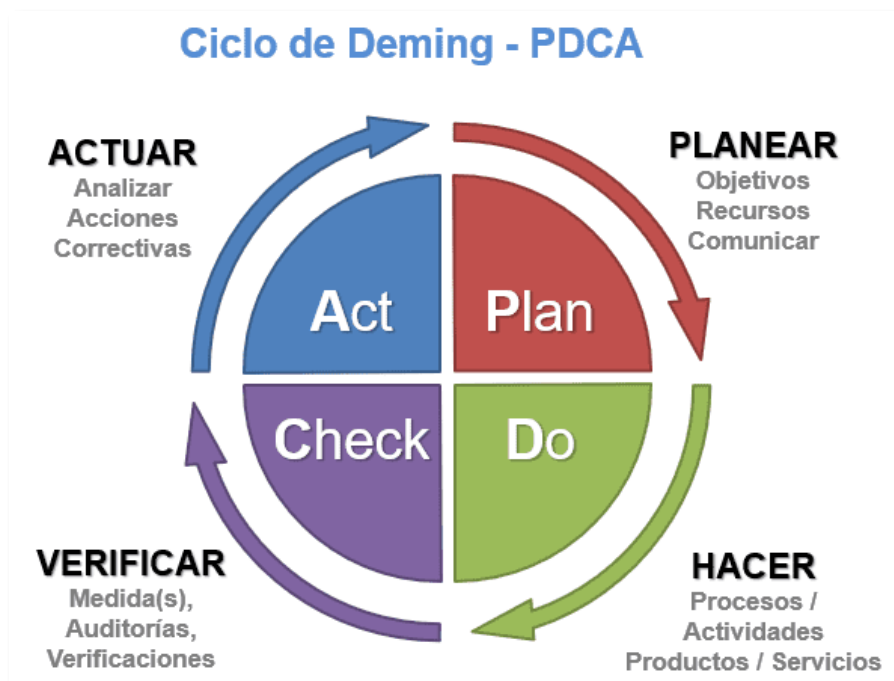 Ciclo de Deming - PDCA
ACTUAR
Analizar
Acciones
Correctivas
PLANEAR
Objetivos
Recursos
Comunicar
Act
Plan
Check
Do
VERIFICAR
Medida(s),
Auditorías,
Verificaciones
HACER
Procesos /
Actividades
Productos / Servicios